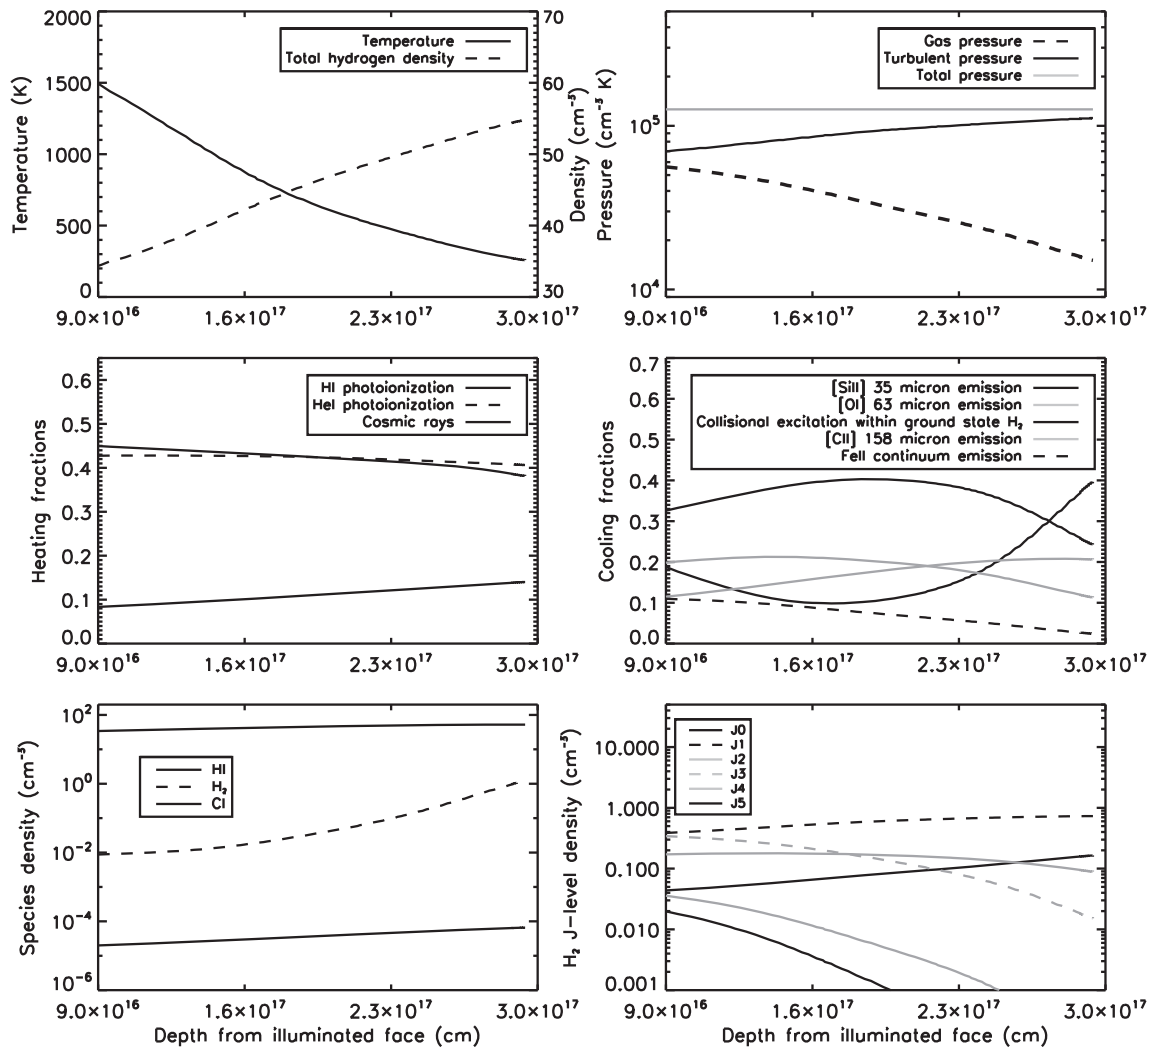 2000
1500
1000
500
0
Temperature (K)
Temperature
Total hydrogen density
70
60
50
40
30
Density (cm⁻³)
9.0×10¹⁶
1.6×10¹⁷
2.3×10¹⁷
3.0×10¹⁷
Pressure (cm⁻³ K)
10⁵
10⁴
Gas pressure
Turbulent pressure
Total pressure
9.0×10¹⁶
1.6×10¹⁷
2.3×10¹⁷
3.0×10¹⁷
Heating fractions
0.6
0.5
0.4
0.3
0.2
0.1
0.0
HI photoionization
HeI photoionization
Cosmic rays
9.0×10¹⁶
1.6×10¹⁷
2.3×10¹⁷
3.0×10¹⁷
Cooling fractions
0.7
0.6
0.5
0.4
0.3
0.2
0.1
0.0
[SiII] 35 micron emission
[OI] 63 micron emission
Collisional excitation within ground state H₂
[CII] 158 micron emission
FeII continuum emission
9.0×10¹⁶
1.6×10¹⁷
2.3×10¹⁷
3.0×10¹⁷
Species density (cm⁻³)
10²
10⁰
10⁻²
10⁻⁴
10⁻⁶
HI
H₂
CI
9.0×10¹⁶
1.6×10¹⁷
2.3×10¹⁷
3.0×10¹⁷
Depth from illuminated face (cm)
H₂ J-level density (cm⁻³)
10.000
1.000
0.100
0.010
0.001
J0
J1
J2
J3
J4
J5
9.0×10¹⁶
1.6×10¹⁷
2.3×10¹⁷
3.0×10¹⁷
Depth from illuminated face (cm)